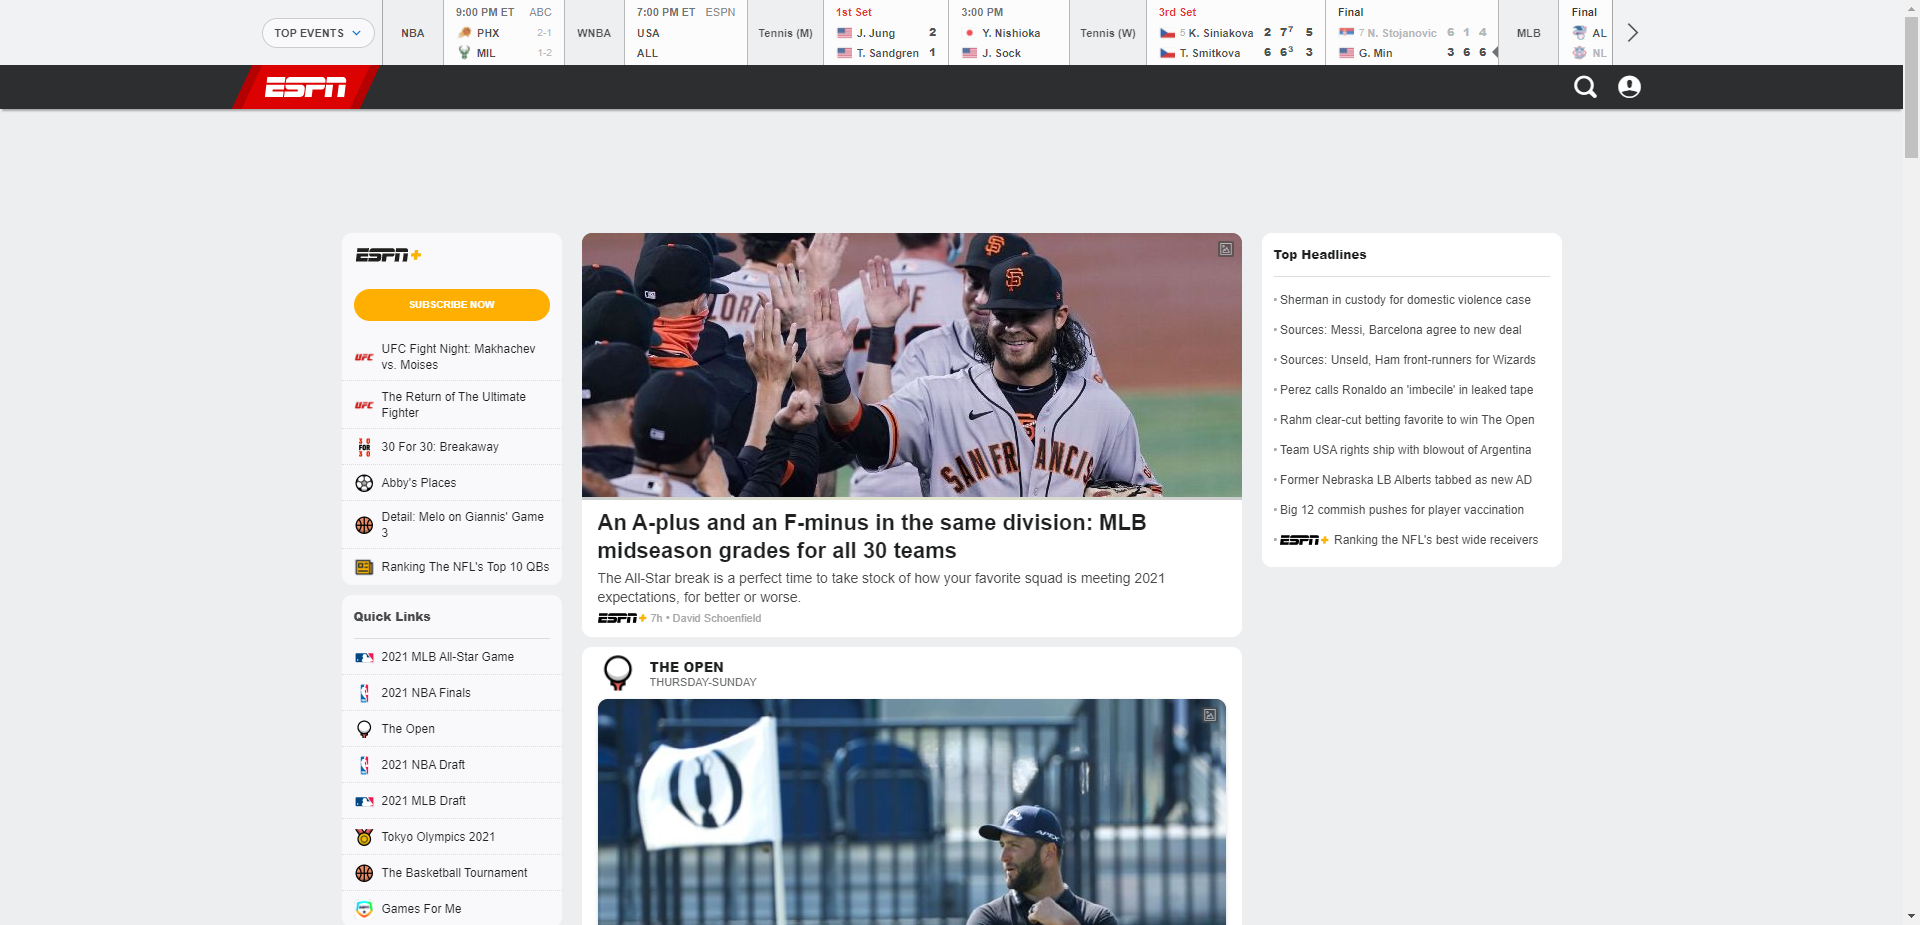 TOP EVENTS
NBA
9:00 PM ET ABC
PHX 2-1
MIL 1-2
WNBA
7:00 PM ET ESPN
USA
ALL
Tennis (M)
1st Set
J. Jung 2
T. Sandgren 1
3:00 PM
Y. Nishioka
J. Sock
Tennis (W)
3rd Set
5 K. Siniakova 2 7 7 5
T. Smitkova 6 6 3 3
Final
7 N. Stojanovic 6 1 4
G. Min 3 6 6
MLB
Final
AL
NL
ESPN
ESPN+
SUBSCRIBE NOW
UFC UFC Fight Night: Makhachev
vs. Moises
UFC The Return of The Ultimate
Fighter
30 FOR 30 30 For 30: Breakaway
Abby's Places
Detail: Melo on Giannis' Game
3
Ranking The NFL's Top 10 QBs
Quick Links
2021 MLB All-Star Game
2021 NBA Finals
The Open
2021 NBA Draft
2021 MLB Draft
Tokyo Olympics 2021
The Basketball Tournament
Games For Me
SF
SF
SAN FRANCIS
An A-plus and an F-minus in the same division: MLB
midseason grades for all 30 teams
The All-Star break is a perfect time to take stock of how your favorite squad is meeting 2021
expectations, for better or worse.
ESPN+ 7h • David Schoenfield
THE OPEN
THURSDAY-SUNDAY
APEX
Top Headlines
Sherman in custody for domestic violence case
Sources: Messi, Barcelona agree to new deal
Sources: Unseld, Ham front-runners for Wizards
Perez calls Ronaldo an 'imbecile' in leaked tape
Rahm clear-cut betting favorite to win The Open
Team USA rights ship with blowout of Argentina
Former Nebraska LB Alberts tabbed as new AD
Big 12 commish pushes for player vaccination
ESPN+ Ranking the NFL's best wide receivers